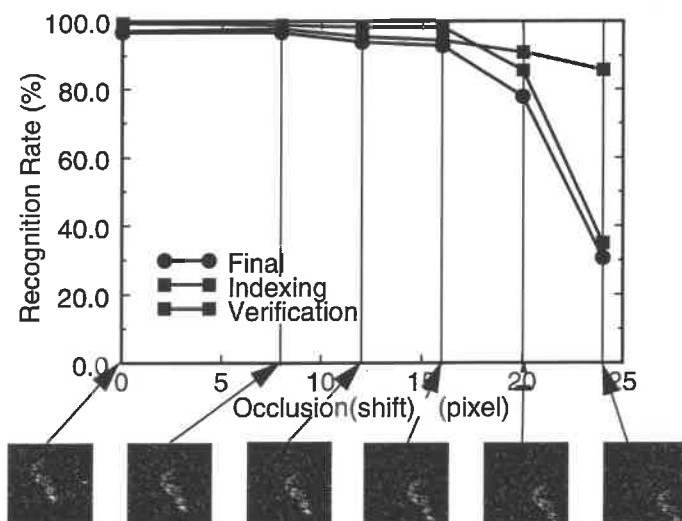 Recognition Rate (%)
100.0
80.0
60.0
40.0
20.0
0.0
Final
Indexing
Verification
0 5 10 15 20 25
Occlusion(shift) (pixel)